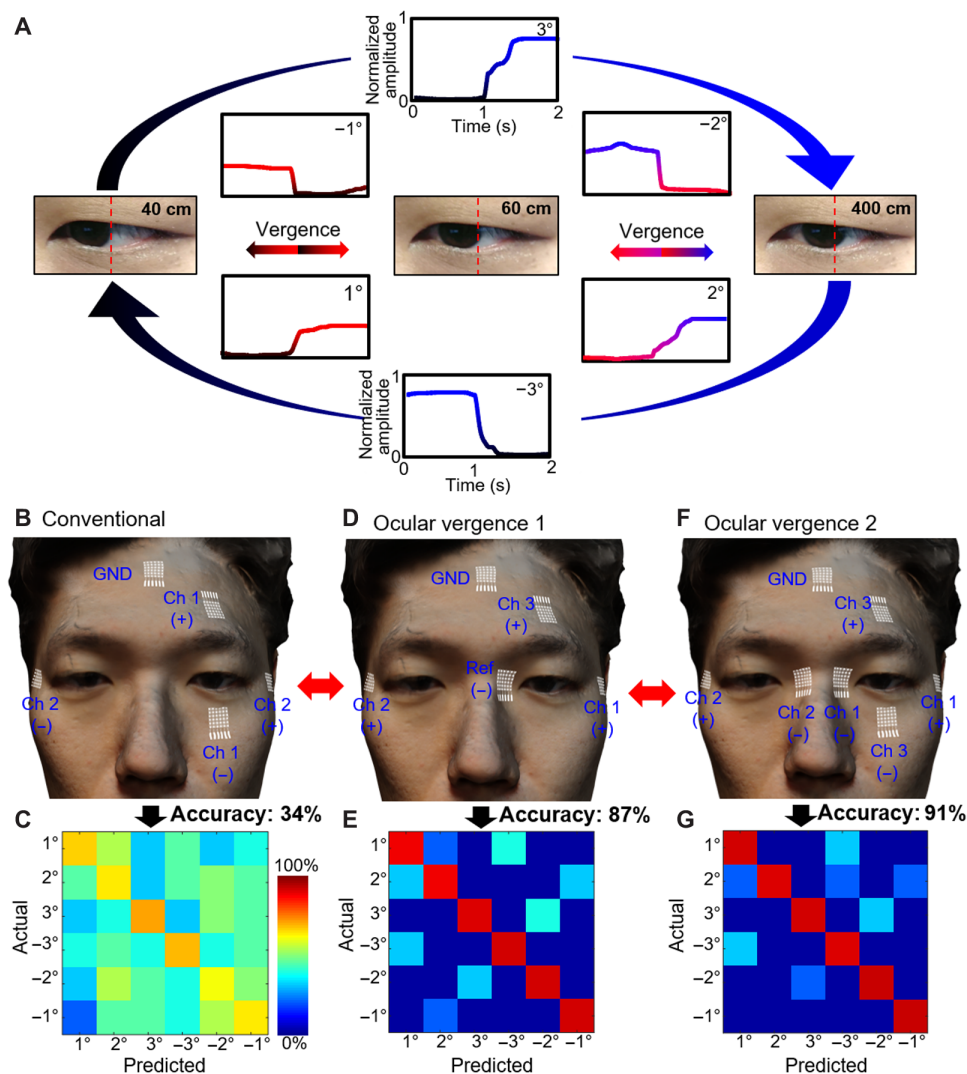 A
Normalized
amplitude
1
0
3°
0
1
2
Time (s)
−1°
−2°
40 cm
60 cm
400 cm
Vergence
Vergence
1°
2°
Normalized
amplitude
1
0
−3°
0
1
2
Time (s)
B Conventional
GND
Ch 1
(+)
Ch 2
(−)
Ch 2
(+)
Ch 1
(−)
D Ocular vergence 1
GND
Ch 3
(+)
Ref
(−)
Ch 2
(+)
Ch 1
(+)
F Ocular vergence 2
GND
Ch 3
(+)
Ch 2
(+)
Ch 2
(−)
Ch 1
(−)
Ch 1
(+)
Ch 3
(−)
C
Accuracy: 34%
Actual
1°
2°
3°
−3°
−2°
−1°
1° 2° 3° −3° −2° −1°
Predicted
100%
0%
E
Accuracy: 87%
Actual
1°
2°
3°
−3°
−2°
−1°
1° 2° 3° −3° −2° −1°
Predicted
G
Accuracy: 91%
Actual
1°
2°
3°
−3°
−2°
−1°
1° 2° 3° −3° −2° −1°
Predicted